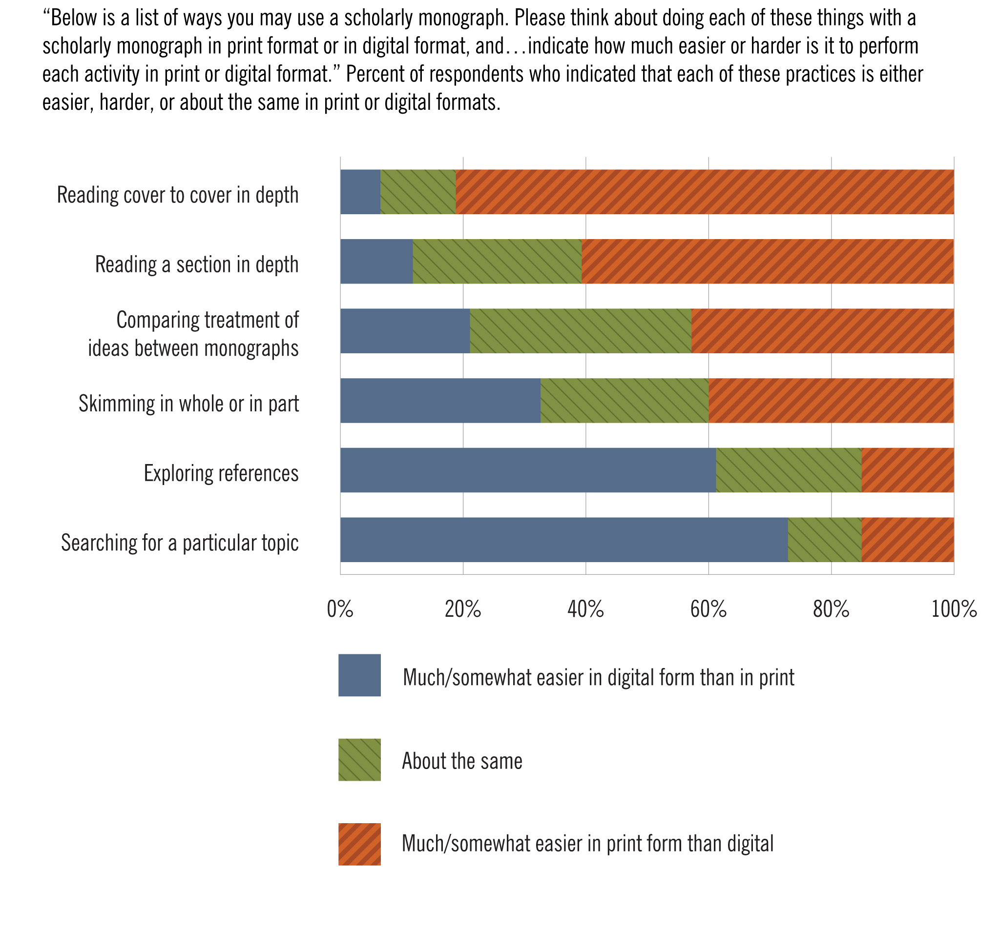 “Below is a list of ways you may use a scholarly monograph. Please think about doing each of these things with a
scholarly monograph in print format or in digital format, and…indicate how much easier or harder is it to perform
each activity in print or digital format.” Percent of respondents who indicated that each of these practices is either
easier, harder, or about the same in print or digital formats.
Reading cover to cover in depth
Reading a section in depth
Comparing treatment of
ideas between monographs
Skimming in whole or in part
Exploring references
Searching for a particular topic
0% 20% 40% 60% 80% 100%
Much/somewhat easier in digital form than in print
About the same
Much/somewhat easier in print form than digital